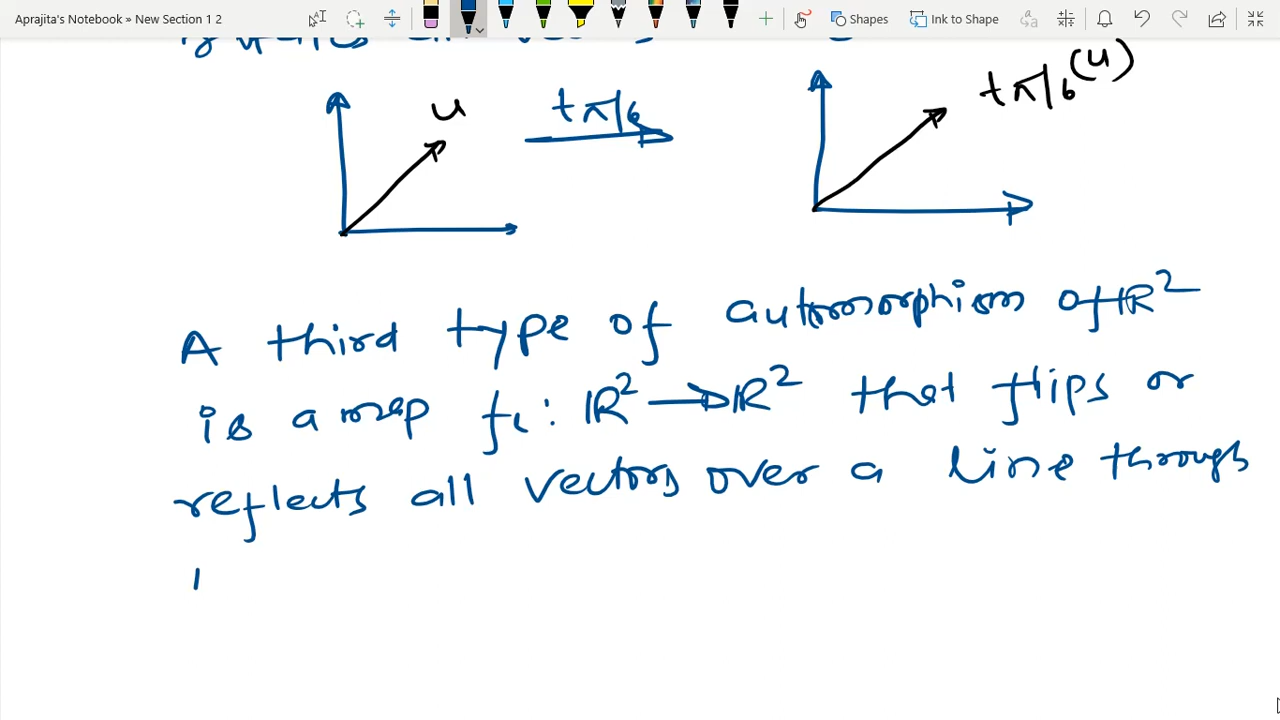 Aprajita's Notebook » New Section 1 2
Shapes
Ink to Shape
u
tπ/6
tπ/6(u)
A third type of automorphism of ℝ²
is a map fι : ℝ² → ℝ² that flips or
reflects all vectors over a line through